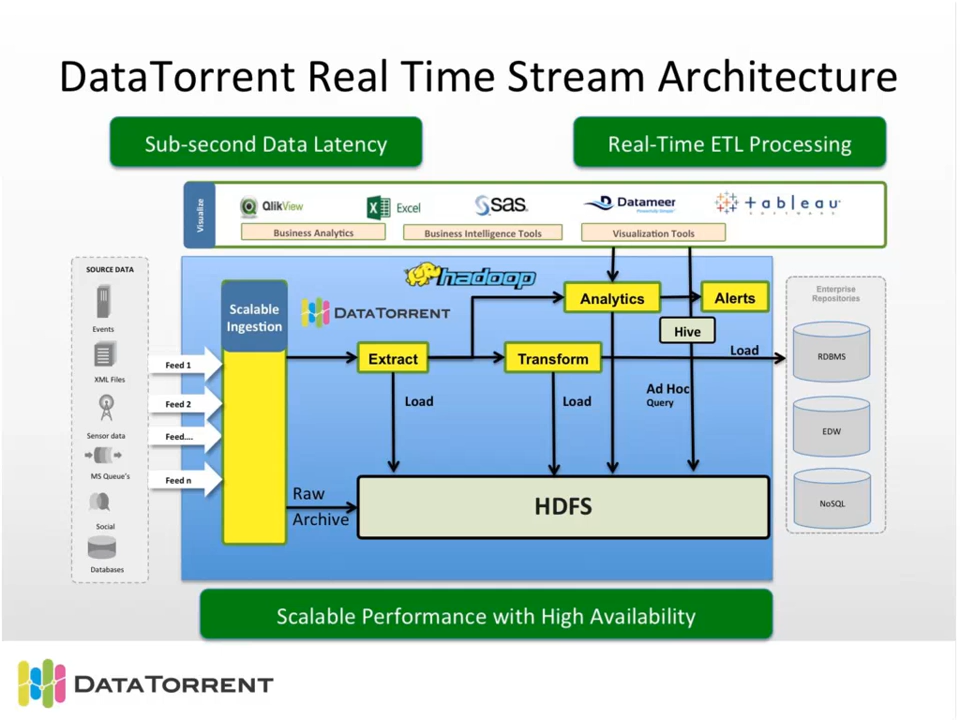 DataTorrent Real Time Stream Architecture
Sub-second Data Latency
Real-Time ETL Processing
Visualize
QlikView
Excel
sas
Datameer
+ableau
SOFTWARE
Business Analytics
Business Intelligence Tools
Visualization Tools
SOURCE DATA
Events
XML Files
Sensor data
MS Queue's
Social
Databases
Feed 1
Feed 2
Feed....
Feed n
Scalable
Ingestion
hadoop
DATATORRENT
Extract
Transform
Analytics
Alerts
Hive
Load
Load
Load
Ad Hoc
Query
Raw
Archive
HDFS
Enterprise
Repositories
RDBMS
EDW
NoSQL
Scalable Performance with High Availability
DATATORRENT